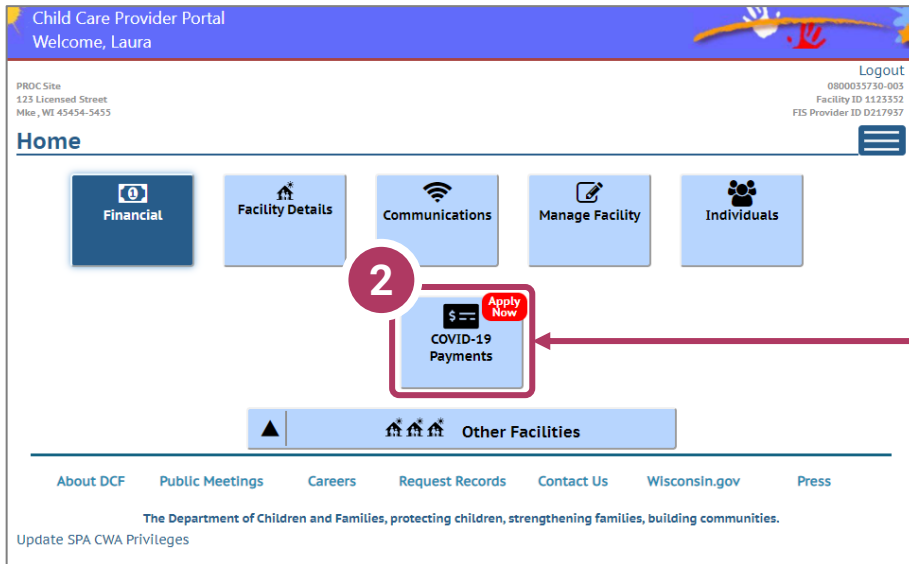 Child Care Provider Portal
Welcome, Laura
Logout
PROC Site
123 Licensed Street
Mke , WI 45454-5455
0800035730-003
Facility ID 1123352
FIS Provider ID D217937
Home
Financial
Facility Details
Communications
Manage Facility
Individuals
2
Apply
Now
COVID-19
Payments
Other Facilities
About DCF Public Meetings Careers Request Records Contact Us Wisconsin.gov Press
The Department of Children and Families, protecting children, strengthening families, building communities.
Update SPA CWA Privileges